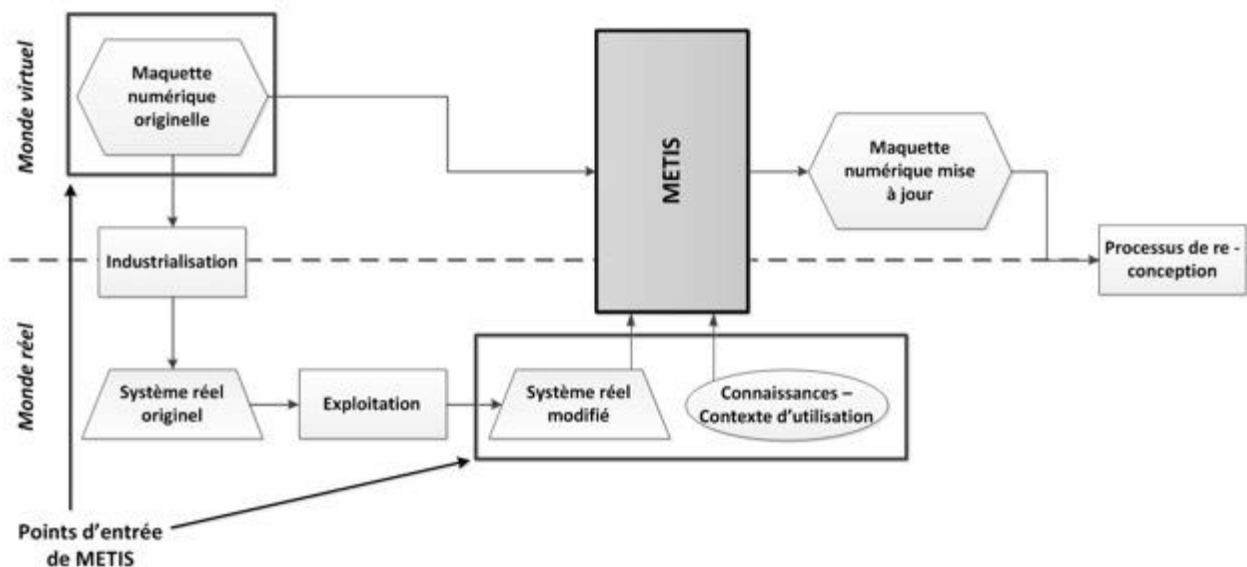 Monde virtuel
Maquette
numérique
originelle
METIS
Maquette
numérique mise
à jour
Industrialisation
Processus de re -
conception
Monde réel
Système réel
originel
Exploitation
Système réel
modifié
Connaissances –
Contexte d'utilisation
Points d'entrée
de METIS